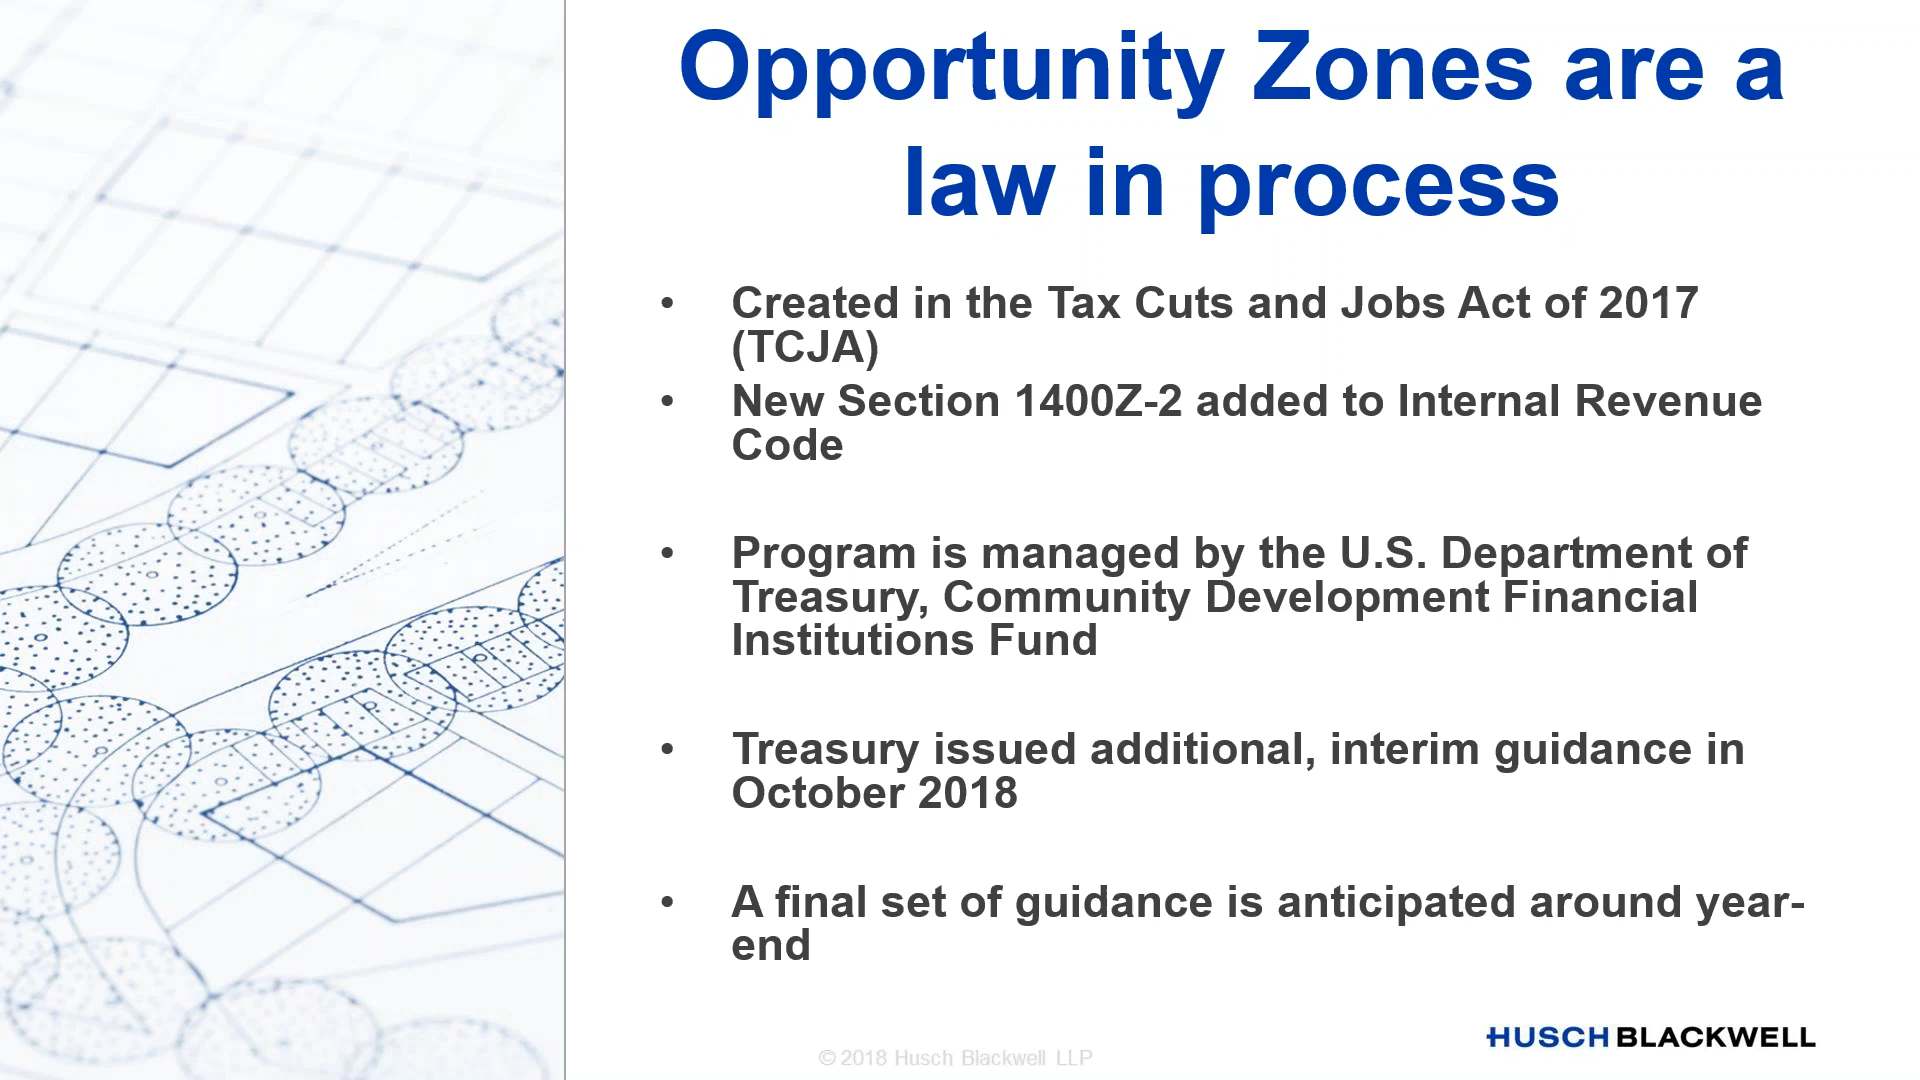 Opportunity Zones are a
law in process
• Created in the Tax Cuts and Jobs Act of 2017
(TCJA)
• New Section 1400Z-2 added to Internal Revenue
Code
• Program is managed by the U.S. Department of
Treasury, Community Development Financial
Institutions Fund
• Treasury issued additional, interim guidance in
October 2018
• A final set of guidance is anticipated around year-
end
HUSCH BLACKWELL
© 2018 Husch Blackwell LLP